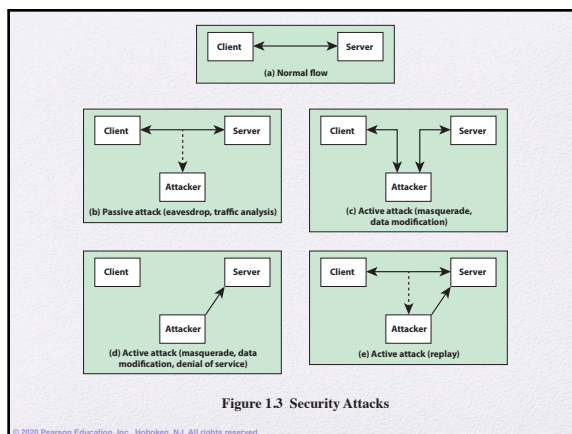 Client
Server
(a) Normal flow
Client
Server
Attacker
(b) Passive attack (eavesdrop, traffic analysis)
Client
Server
Attacker
(c) Active attack (masquerade,
data modification)
Client
Server
Attacker
(d) Active attack (masquerade, data
modification, denial of service)
Client
Server
Attacker
(e) Active attack (replay)
Figure 1.3 Security Attacks
© 2020 Pearson Education, Inc., Hoboken, NJ. All rights reserved.